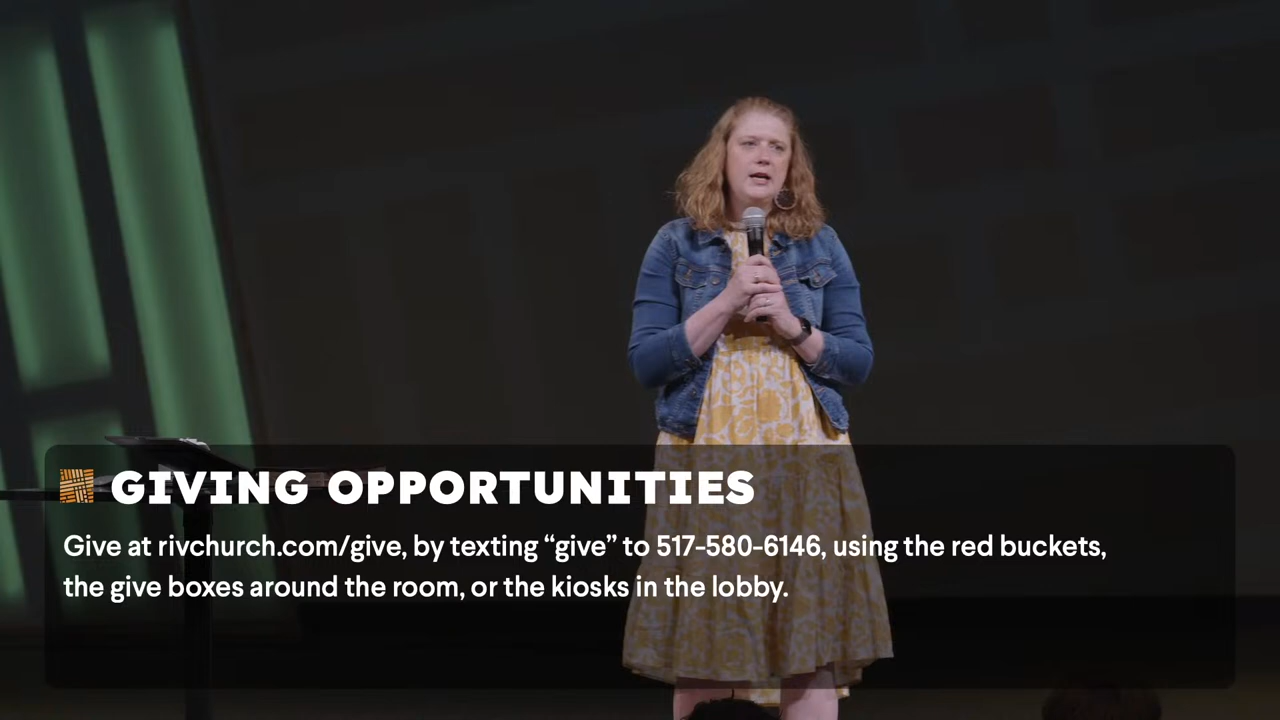 GIVING OPPORTUNITIES
Give at rivchurch.com/give, by texting “give” to 517-580-6146, using the red buckets,
the give boxes around the room, or the kiosks in the lobby.